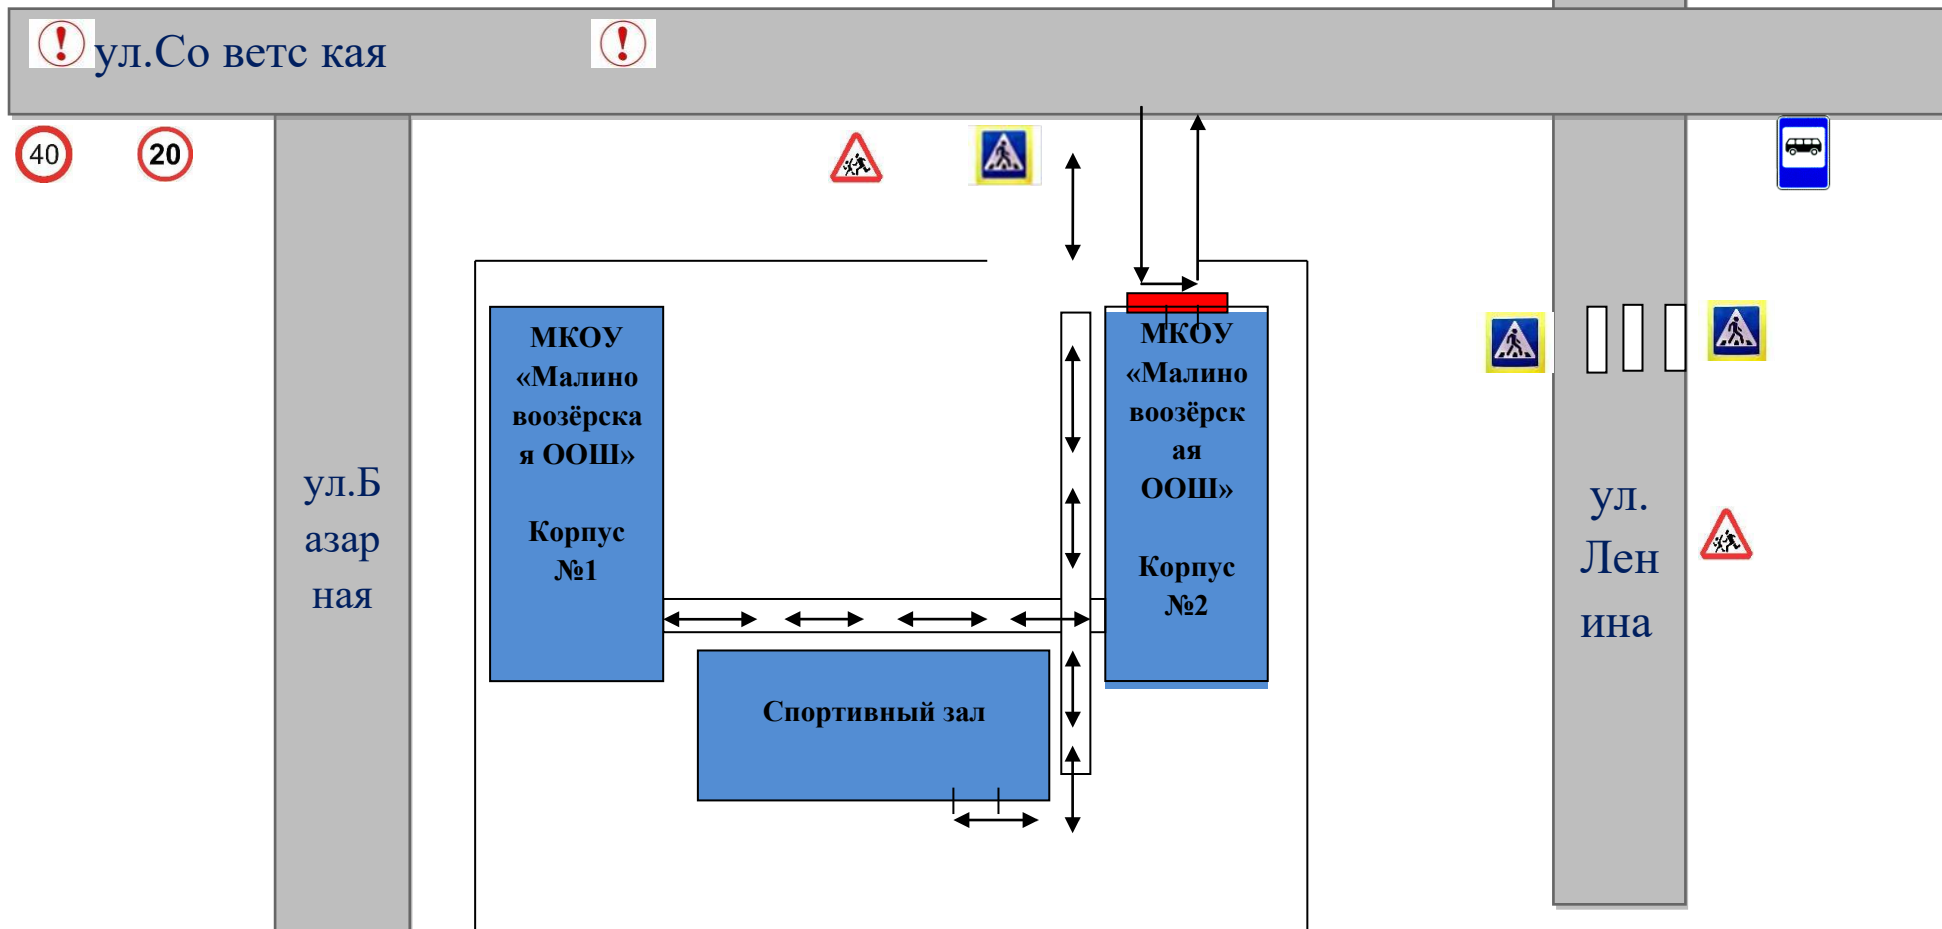 ул.Со ветс кая
40
20
МКОУ
«Малино
воозёрска
я ООШ»
Корпус
№1
МКОУ
«Малино
воозёрск
ая
ООШ»
Корпус
№2
Спортивный зал
ул.Б
азар
ная
ул.
Лен
ина